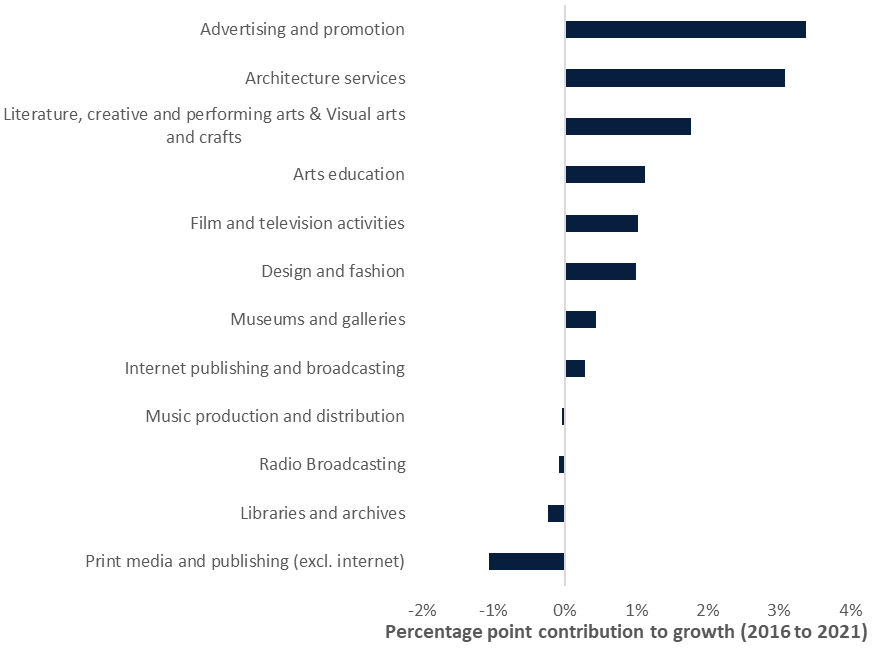 Advertising and promotion
Architecture services
Literature, creative and performing arts & Visual arts
and crafts
Arts education
Film and television activities
Design and fashion
Museums and galleries
Internet publishing and broadcasting
Music production and distribution
Radio Broadcasting
Libraries and archives
Print media and publishing (excl. internet)
-2% -1% 0% 1% 2% 3% 4%
Percentage point contribution to growth (2016 to 2021)